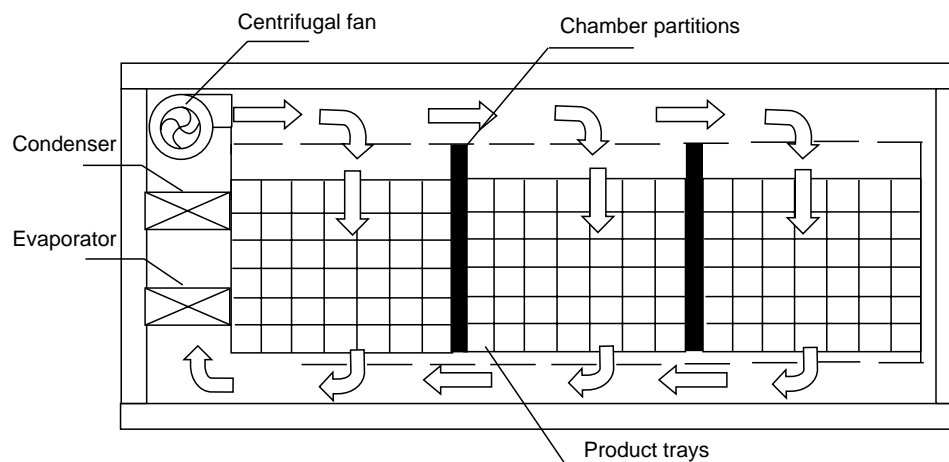 Centrifugal fan
Chamber partitions
Condenser
Evaporator
Product trays